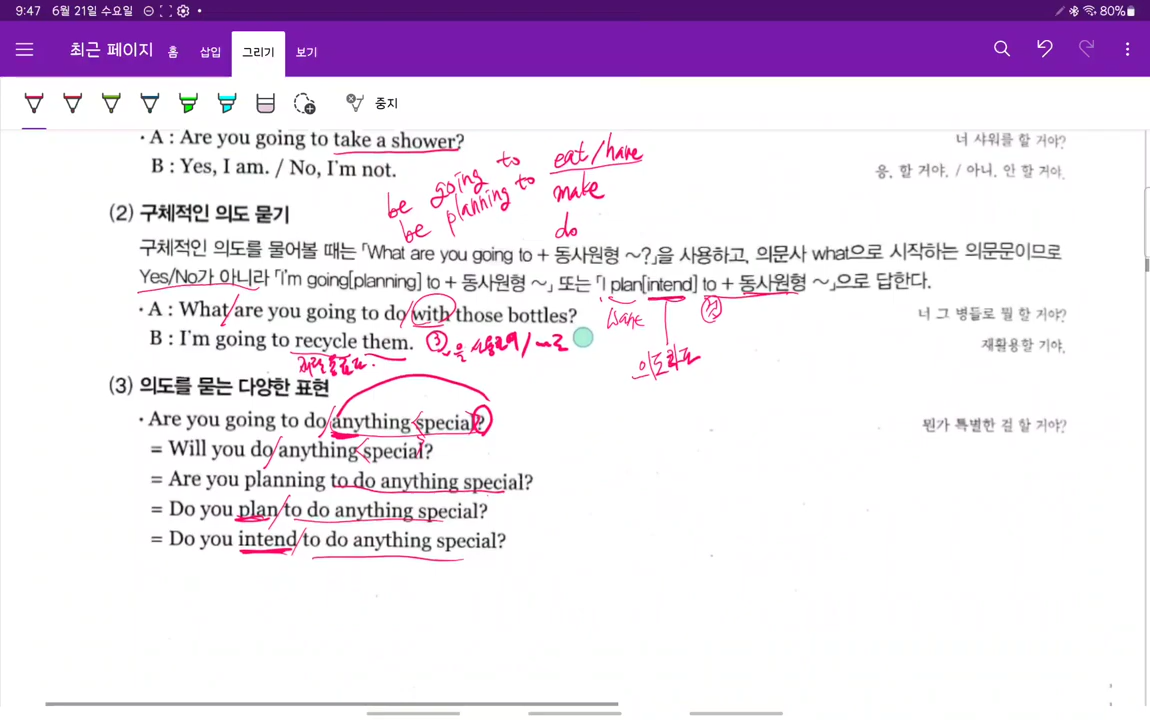 9:47 6월 21일 수요일 80%
최근 페이지 홈 삽입 그리기 보기
중지
· A : Are you going to take a shower? 너 샤워를 할 거야?
B : Yes, I am. / No, I'm not. 응, 할 거야. / 아니, 안 할 거야.
be going to eat/have
be planning to make
do
(2) 구체적인 의도 묻기
구체적인 의도를 물어볼 때는 「What are you going to + 동사원형 ~?」을 사용하고, 의문사 what으로 시작하는 의문문이므로
Yes/No가 아니라 「I'm going[planning] to + 동사원형 ~」 또는 「I plan[intend] to + 동사원형 ~」으로 답한다.
· A : What are you going to do with those bottles? 너 그 병들로 뭘 할 거야?
want
B : I'm going to recycle them. ③ 을 사용하여/~로 재활용할 거야.
(3) 의도를 묻는 다양한 표현
· Are you going to do anything special? 뭔가 특별한 걸 할 거야?
= Will you do anything special?
= Are you planning to do anything special?
= Do you plan to do anything special?
= Do you intend to do anything special?